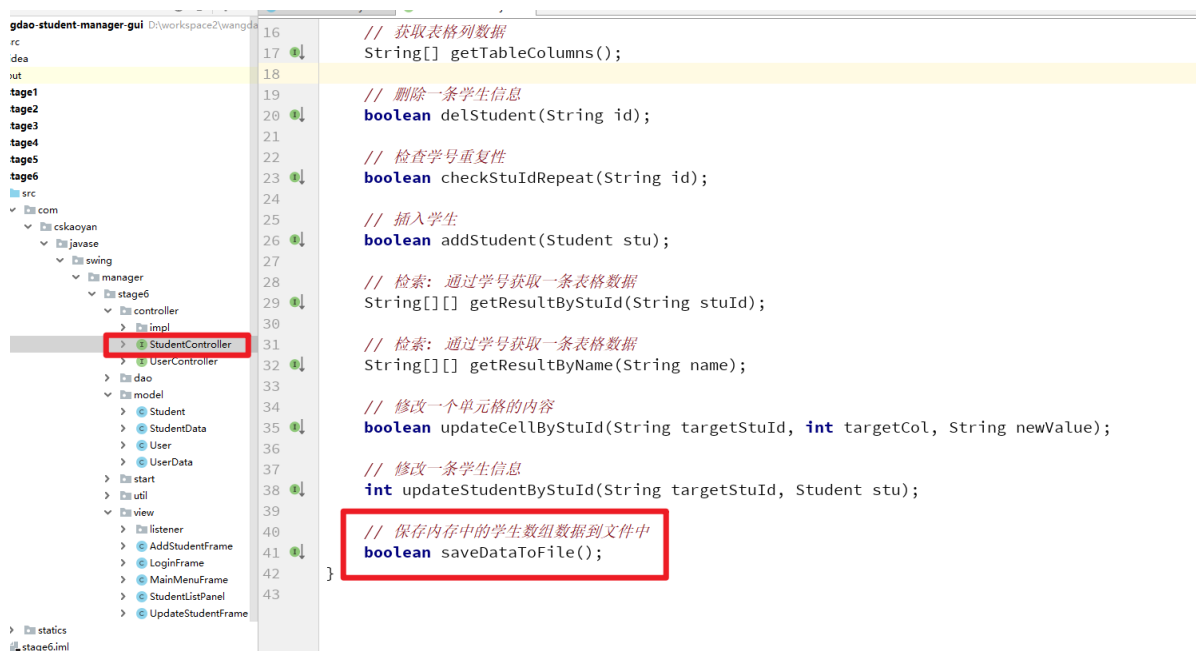 gdao-student-manager-gui D:\workspace2\wangda
rc
dea
out
tage1
tage2
tage3
tage4
tage5
tage6
src
com
cskaoyan
javase
swing
manager
stage6
controller
impl
StudentController
UserController
dao
model
Student
StudentData
User
UserData
start
util
view
listener
AddStudentFrame
LoginFrame
MainMenuFrame
StudentListPanel
UpdateStudentFrame
statics
stage6.iml
16 // 获取表格列数据
17 String[] getTableColumns();
18
19 // 删除一条学生信息
20 boolean delStudent(String id);
21
22 // 检查学号重复性
23 boolean checkStuIdRepeat(String id);
24
25 // 插入学生
26 boolean addStudent(Student stu);
27
28 // 检索: 通过学号获取一条表格数据
29 String[][] getResultByStuId(String stuId);
30
31 // 检索: 通过学号获取一条表格数据
32 String[][] getResultByName(String name);
33
34 // 修改一个单元格的内容
35 boolean updateCellByStuId(String targetStuId, int targetCol, String newValue);
36
37 // 修改一条学生信息
38 int updateStudentByStuId(String targetStuId, Student stu);
39
40 // 保存内存中的学生数组数据到文件中
41 boolean saveDataToFile();
42 }
43